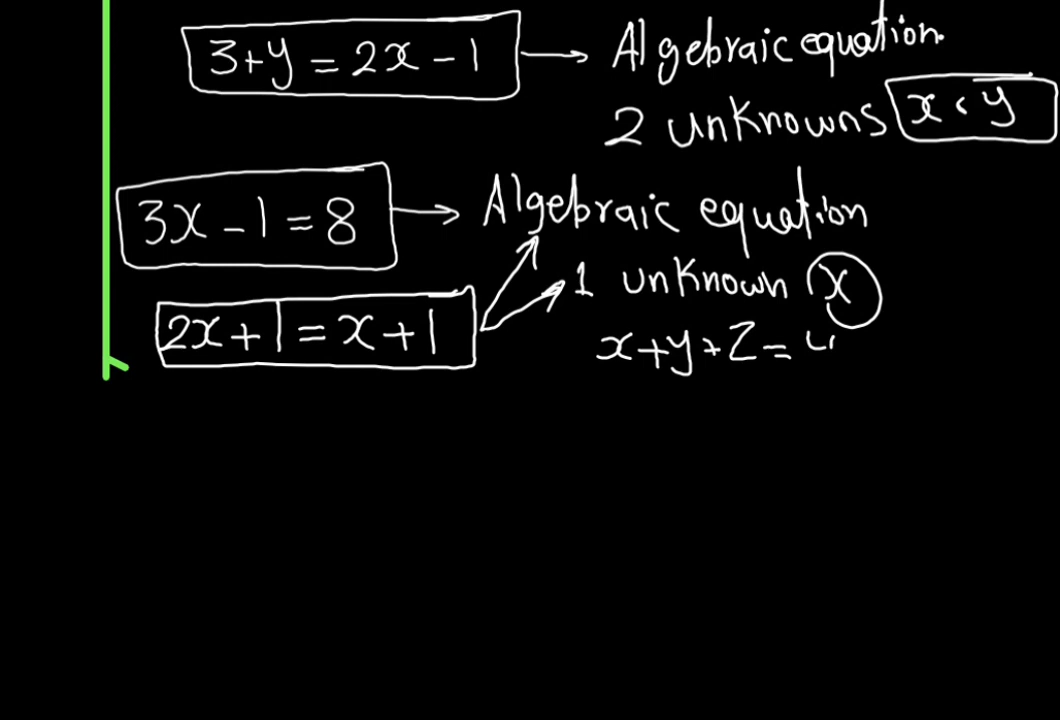 3+y = 2x - 1 → Algebraic equation
2 unknowns x, y
3x - 1 = 8 → Algebraic equation
1 unknown x
2x + 1 = x + 1
x+y+z =